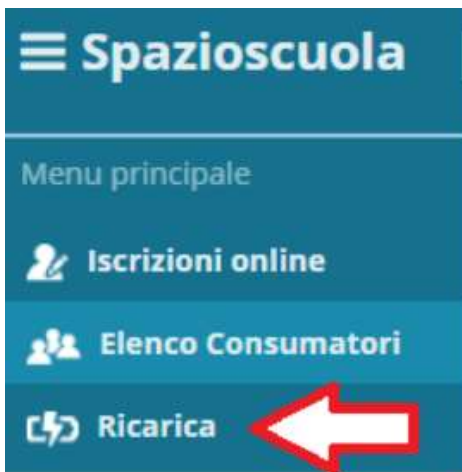 Spazioscuola
Menu principale
Iscrizioni online
Elenco Consumatori
Ricarica